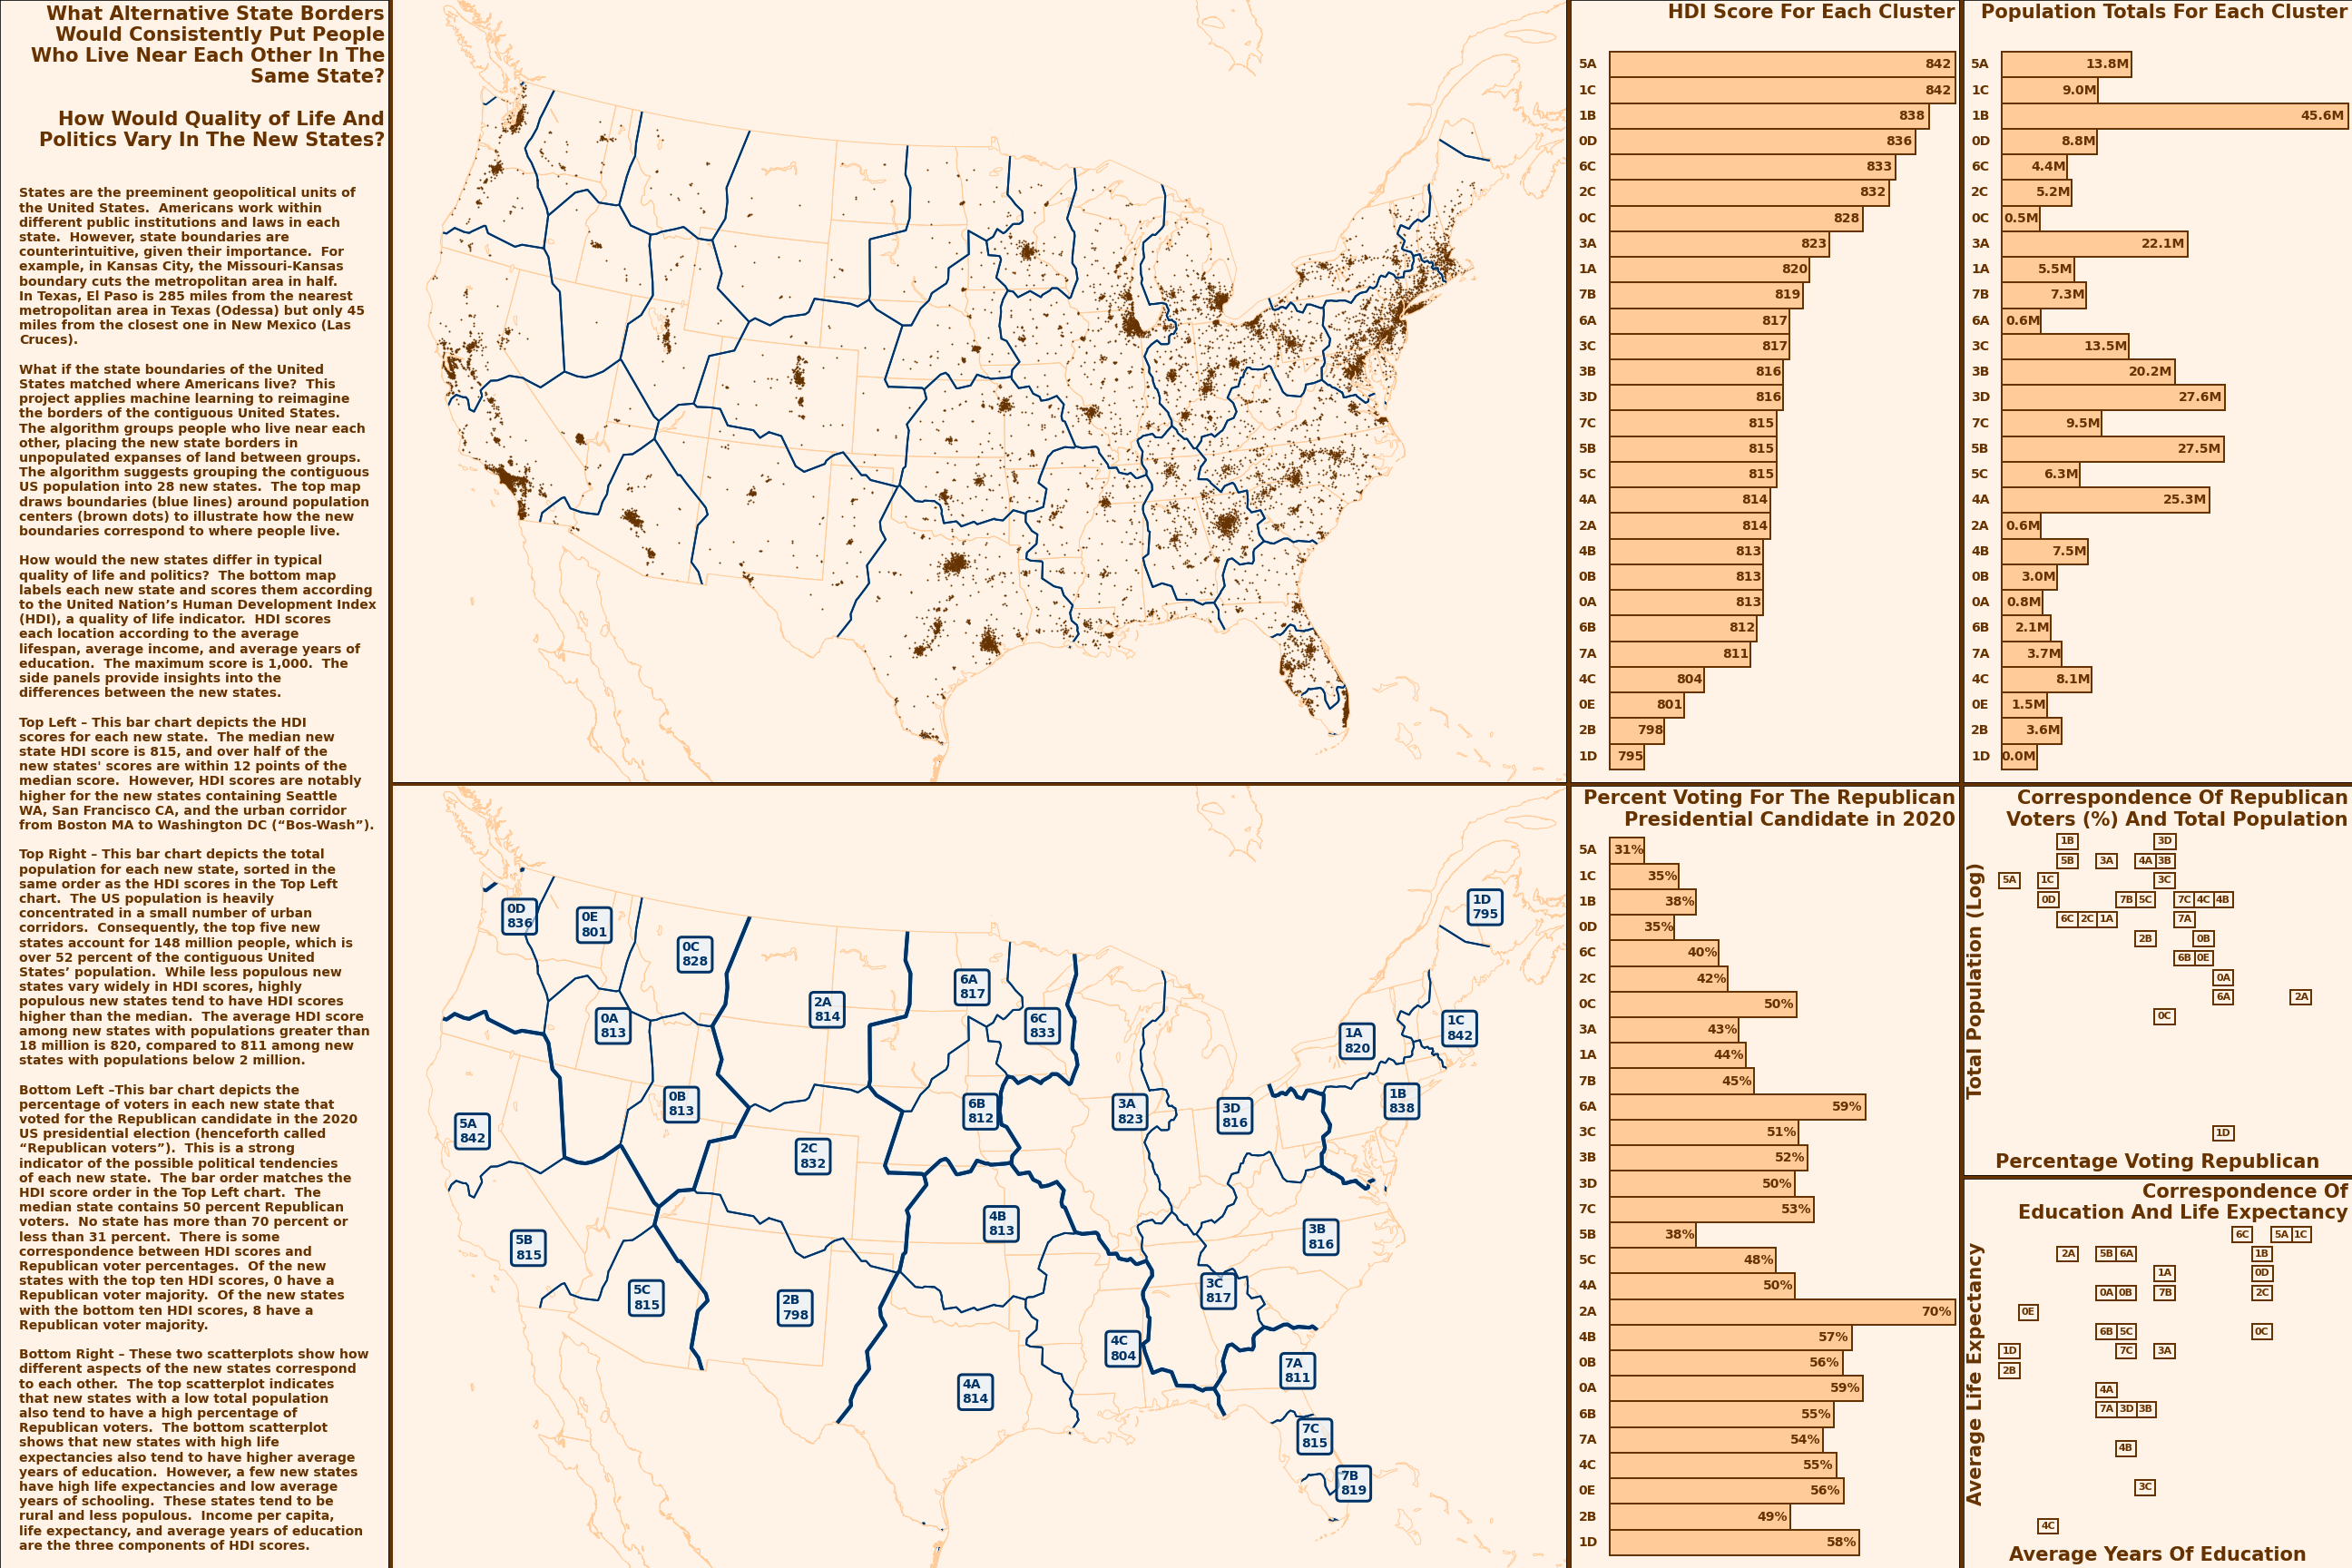 What Alternative State Borders
Would Consistently Put People
Who Live Near Each Other In The
Same State?
How Would Quality of Life And
Politics Vary In The New States?
States are the preeminent geopolitical units of
the United States.  Americans work within
different public institutions and laws in each
state.  However, state boundaries are
counterintuitive, given their importance.  For
example, in Kansas City, the Missouri-Kansas
boundary cuts the metropolitan area in half.
In Texas, El Paso is 285 miles from the nearest
metropolitan area in Texas (Odessa) but only 45
miles from the closest one in New Mexico (Las
Cruces).
What if the state boundaries of the United
States matched where Americans live?  This
project applies machine learning to reimagine
the borders of the contiguous United States.
The algorithm groups people who live near each
other, placing the new state borders in
unpopulated expanses of land between groups.
The algorithm suggests grouping the contiguous
US population into 28 new states.  The top map
draws boundaries (blue lines) around population
centers (brown dots) to illustrate how the new
boundaries correspond to where people live.
How would the new states differ in typical
quality of life and politics?  The bottom map
labels each new state and scores them according
to the United Nation’s Human Development Index
(HDI), a quality of life indicator.  HDI scores
each location according to the average
lifespan, average income, and average years of
education.  The maximum score is 1,000.  The
side panels provide insights into the
differences between the new states.
Top Left – This bar chart depicts the HDI
scores for each new state.  The median new
state HDI score is 815, and over half of the
new states' scores are within 12 points of the
median score.  However, HDI scores are notably
higher for the new states containing Seattle
WA, San Francisco CA, and the urban corridor
from Boston MA to Washington DC (“Bos-Wash”).
Top Right – This bar chart depicts the total
population for each new state, sorted in the
same order as the HDI scores in the Top Left
chart.  The US population is heavily
concentrated in a small number of urban
corridors.  Consequently, the top five new
states account for 148 million people, which is
over 52 percent of the contiguous United
States’ population.  While less populous new
states vary widely in HDI scores, highly
populous new states tend to have HDI scores
higher than the median.  The average HDI score
among new states with populations greater than
18 million is 820, compared to 811 among new
states with populations below 2 million.
Bottom Left –This bar chart depicts the
percentage of voters in each new state that
voted for the Republican candidate in the 2020
US presidential election (henceforth called
“Republican voters”).  This is a strong
indicator of the possible political tendencies
of each new state.  The bar order matches the
HDI score order in the Top Left chart.  The
median state contains 50 percent Republican
voters.  No state has more than 70 percent or
less than 31 percent.  There is some
correspondence between HDI scores and
Republican voter percentages.  Of the new
states with the top ten HDI scores, 0 have a
Republican voter majority.  Of the new states
with the bottom ten HDI scores, 8 have a
Republican voter majority.
Bottom Right – These two scatterplots show how
different aspects of the new states correspond
to each other.  The top scatterplot indicates
that new states with a low total population
also tend to have a high percentage of
Republican voters.  The bottom scatterplot
shows that new states with high life
expectancies also tend to have higher average
years of education.  However, a few new states
have high life expectancies and low average
years of schooling.  These states tend to be
rural and less populous.  Income per capita,
life expectancy, and average years of education
are the three components of HDI scores.
0D
836
0E
801
0C
828
1D
795
6A
817
2A
814
0A
813
6C
833
1A
820
1C
842
0B
813
6B
812
3A
823
3D
816
1B
838
5A
842
2C
832
4B
813
3B
816
5B
815
5C
815
2B
798
3C
817
4C
804
7A
811
4A
814
7C
815
7B
819
HDI Score For Each Cluster
5A 842
1C 842
1B 838
0D 836
6C 833
2C 832
0C 828
3A 823
1A 820
7B 819
6A 817
3C 817
3B 816
3D 816
7C 815
5B 815
5C 815
4A 814
2A 814
4B 813
0B 813
0A 813
6B 812
7A 811
4C 804
0E 801
2B 798
1D 795
Population Totals For Each Cluster
5A 13.8M
1C 9.0M
1B 45.6M
0D 8.8M
6C 4.4M
2C 5.2M
0C 0.5M
3A 22.1M
1A 5.5M
7B 7.3M
6A 0.6M
3C 13.5M
3B 20.2M
3D 27.6M
7C 9.5M
5B 27.5M
5C 6.3M
4A 25.3M
2A 0.6M
4B 7.5M
0B 3.0M
0A 0.8M
6B 2.1M
7A 3.7M
4C 8.1M
0E 1.5M
2B 3.6M
1D 0.0M
Percent Voting For The Republican
Presidential Candidate in 2020
5A 31%
1C 35%
1B 38%
0D 35%
6C 40%
2C 42%
0C 50%
3A 43%
1A 44%
7B 45%
6A 59%
3C 51%
3B 52%
3D 50%
7C 53%
5B 38%
5C 48%
4A 50%
2A 70%
4B 57%
0B 56%
0A 59%
6B 55%
7A 54%
4C 55%
0E 56%
2B 49%
1D 58%
Correspondence Of Republican
Voters (%) And Total Population
Total Population (Log)
1B 3D
5B 3A 4A 3B
5A 1C 3C
0D 7B 5C 7C 4C 4B
6C 2C 1A 7A
2B 0B
6B 0E
0A
6A 2A
0C
1D
Percentage Voting Republican
Correspondence Of
Education And Life Expectancy
Average Life Expectancy
6C 5A 1C
2A 5B 6A 1B
1A 0D
0A 0B 7B 2C
0E
6B 5C 0C
1D 7C 3A
2B
4A
7A 3D 3B
4B
3C
4C
Average Years Of Education